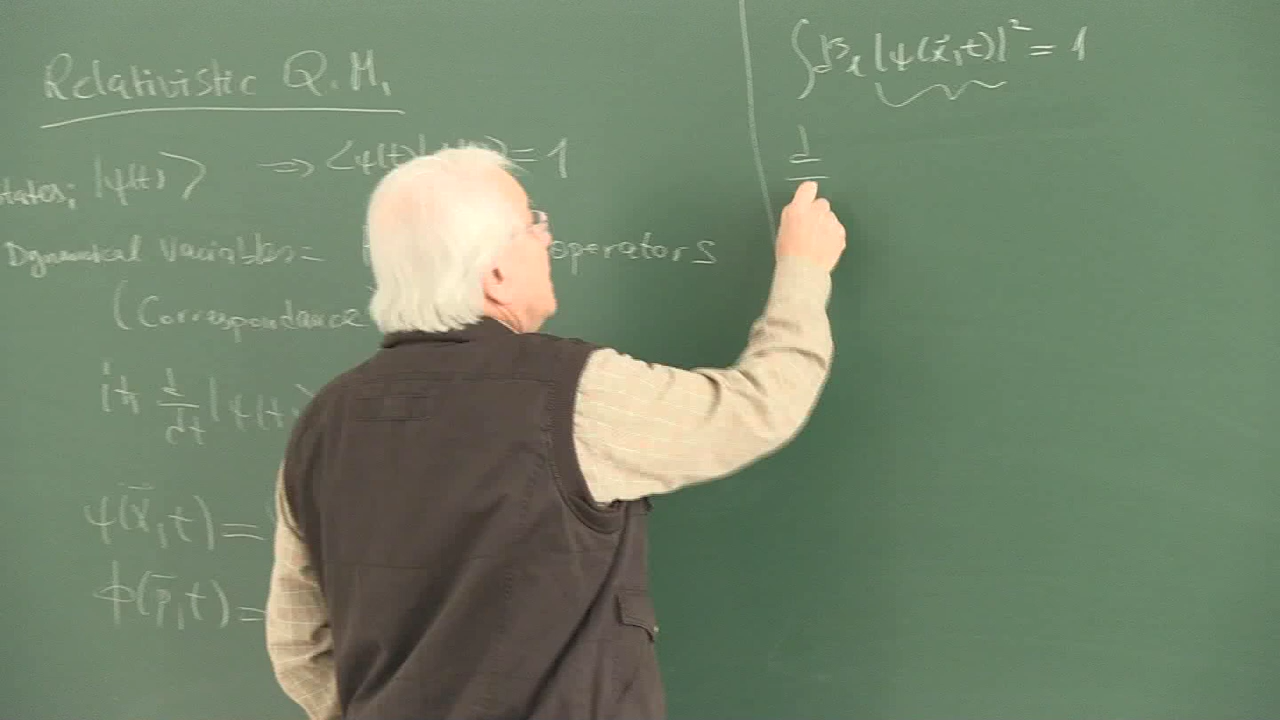 Relativistic Q.M.
states; |ψ(t)⟩ ⇒ ⟨ψ(t)|ψ(t)⟩ = 1
Dynamical Variables = operators
(Correspondance
iħ d/dt |ψ(t)⟩
ψ(x⃗,t) =
ϕ(p⃗,t) =
∫d³x |ψ(x⃗,t)|² = 1
d